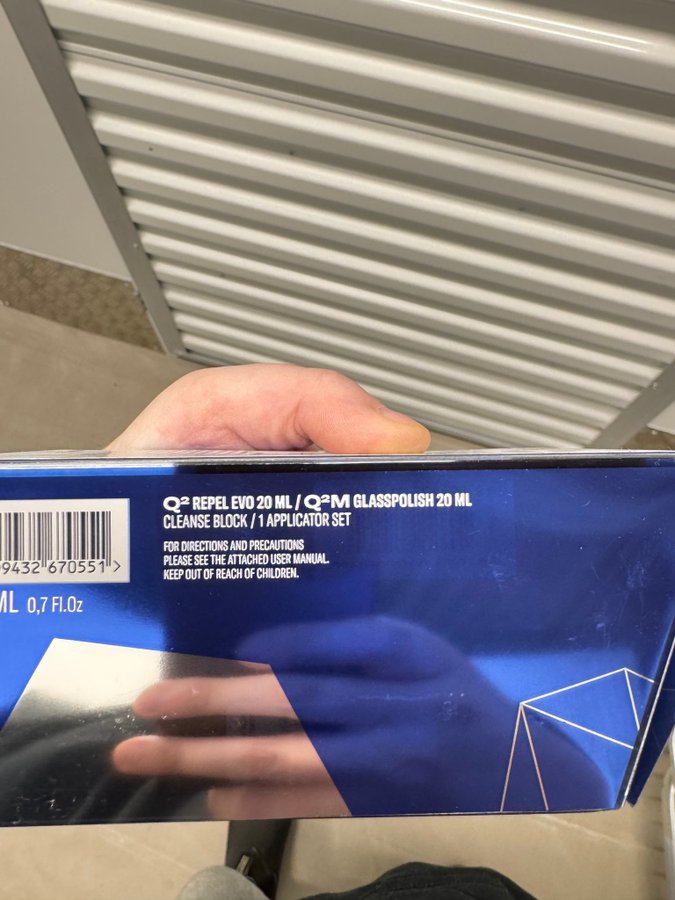 Q² REPEL EVO 20 ML / Q²M GLASSPOLISH 20 ML
CLEANSE BLOCK / 1 APPLICATOR SET
FOR DIRECTIONS AND PRECAUTIONS
PLEASE SEE THE ATTACHED USER MANUAL.
KEEP OUT OF REACH OF CHILDREN.
99432 670551 >
ML 0,7 Fl.Oz